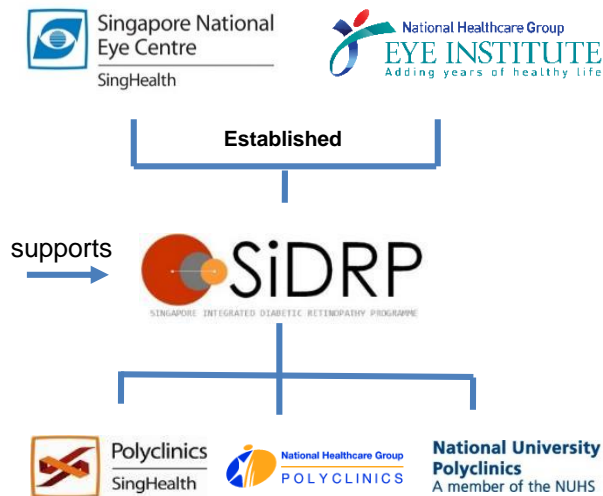 Singapore National
Eye Centre
SingHealth
National Healthcare Group
EYE INSTITUTE
Adding years of healthy life
Established
supports
SiDRP
SINGAPORE INTEGRATED DIABETIC RETINOPATHY PROGRAMME
Polyclinics
SingHealth
National Healthcare Group
POLYCLINICS
National University
Polyclinics
A member of the NUHS